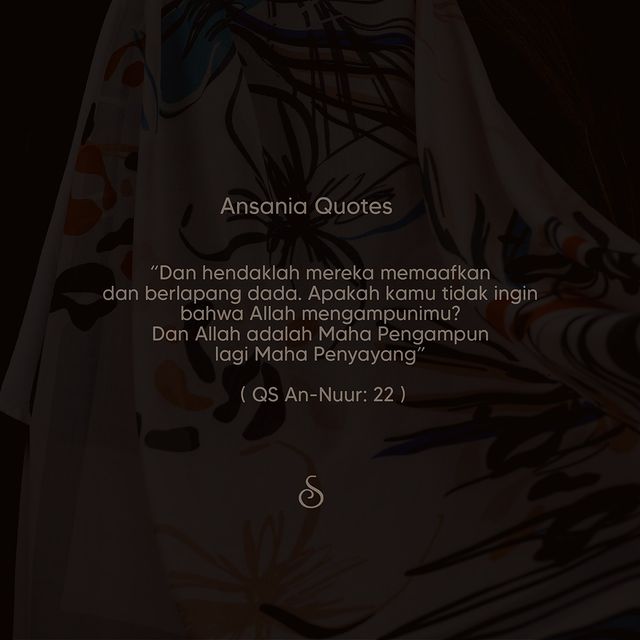 Ansania Quotes
“Dan hendaklah mereka memaafkan
dan berlapang dada. Apakah kamu tidak ingin
bahwa Allah mengampunimu?
Dan Allah adalah Maha Pengampun
lagi Maha Penyayang”
( QS An-Nuur: 22 )
S